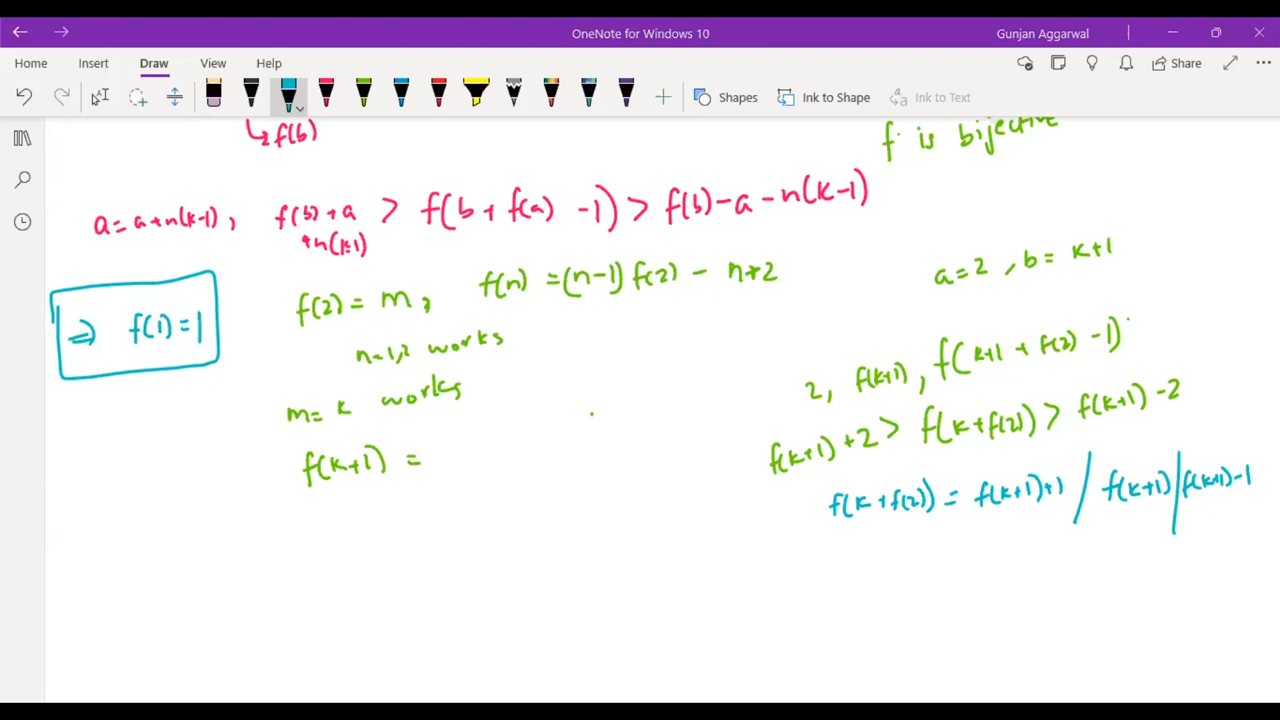 OneNote for Windows 10
Gunjan Aggarwal
Home Insert Draw View Help
Share
Shapes
Ink to Shape
Ink to Text
↳ f(b)
f is bijective
a = a+n(k-1), f(b)+a +n(k-1) > f(b + f(a) -1) > f(b) - a - n(k-1)
⇒ f(1) = 1
f(2) = m, f(n) = (n-1) f(2) - n+2
a=2, b= k+1
n=1,2 works
m= k works
2, f(k+1), f(k+1 + f(2) -1)
f(k+1) =
f(k+1) +2 > f(k+f(2)) > f(k+1) -2
f(k + f(2)) = f(k+1)+1 / f(k+1) / f(k+1)-1